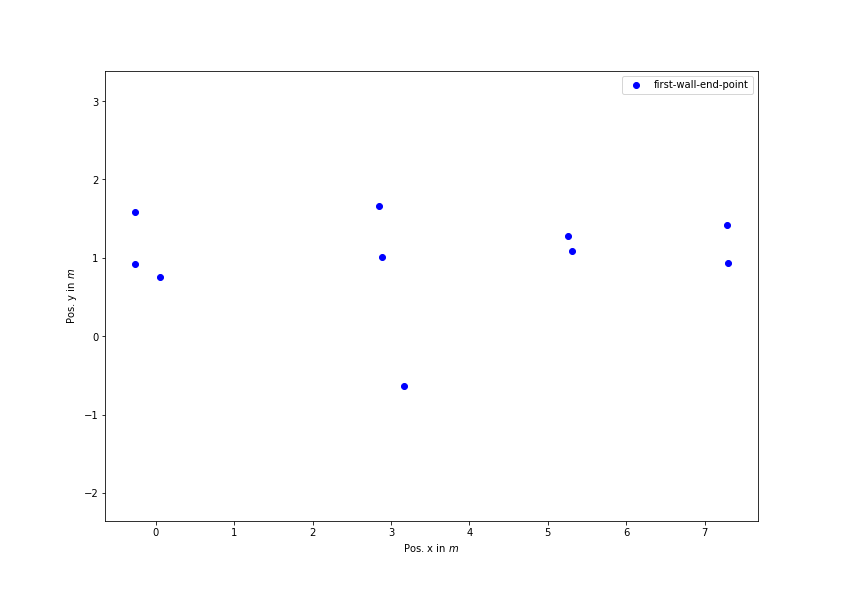 first-wall-end-point
3
2
1
0
−1
−2
Pos. y in m
0 1 2 3 4 5 6 7
Pos. x in m